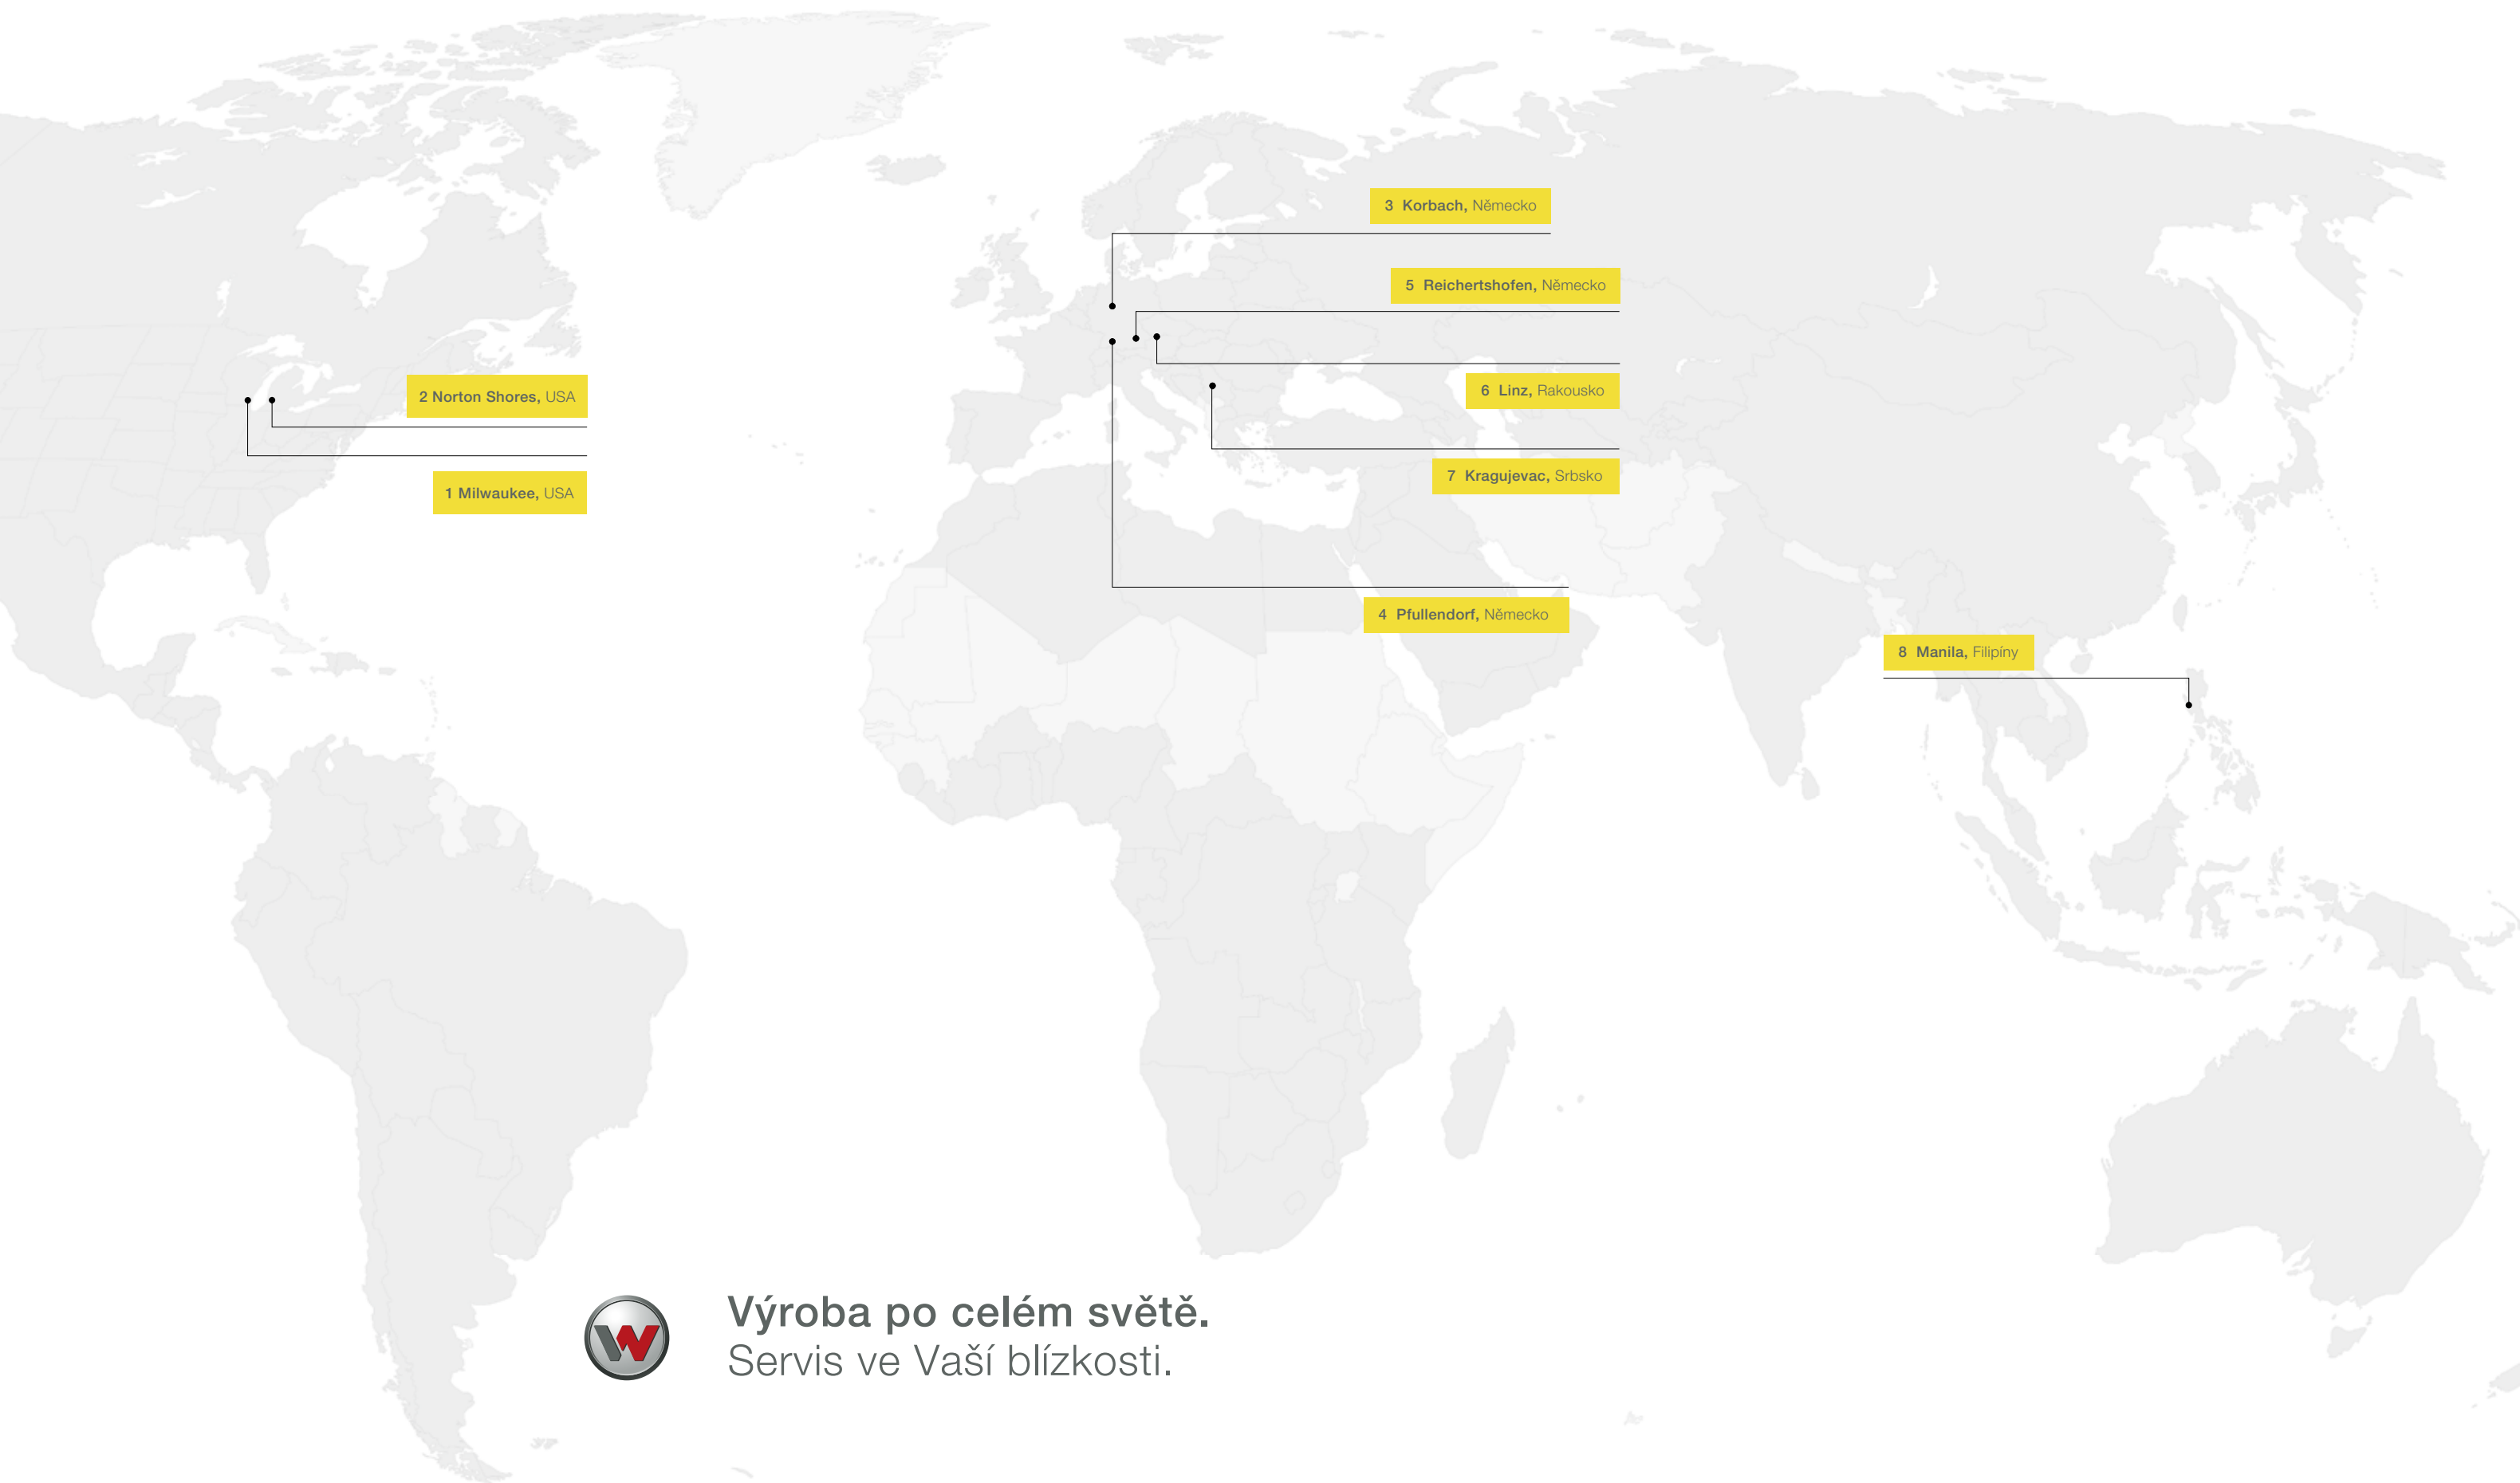 3 Korbach, Německo
5 Reichertshofen, Německo
2 Norton Shores, USA
6 Linz, Rakousko
7 Kragujevac, Srbsko
1 Milwaukee, USA
4 Pfullendorf, Německo
8 Manila, Filipíny
Výroba po celém světě.
Servis ve Vaší blízkosti.